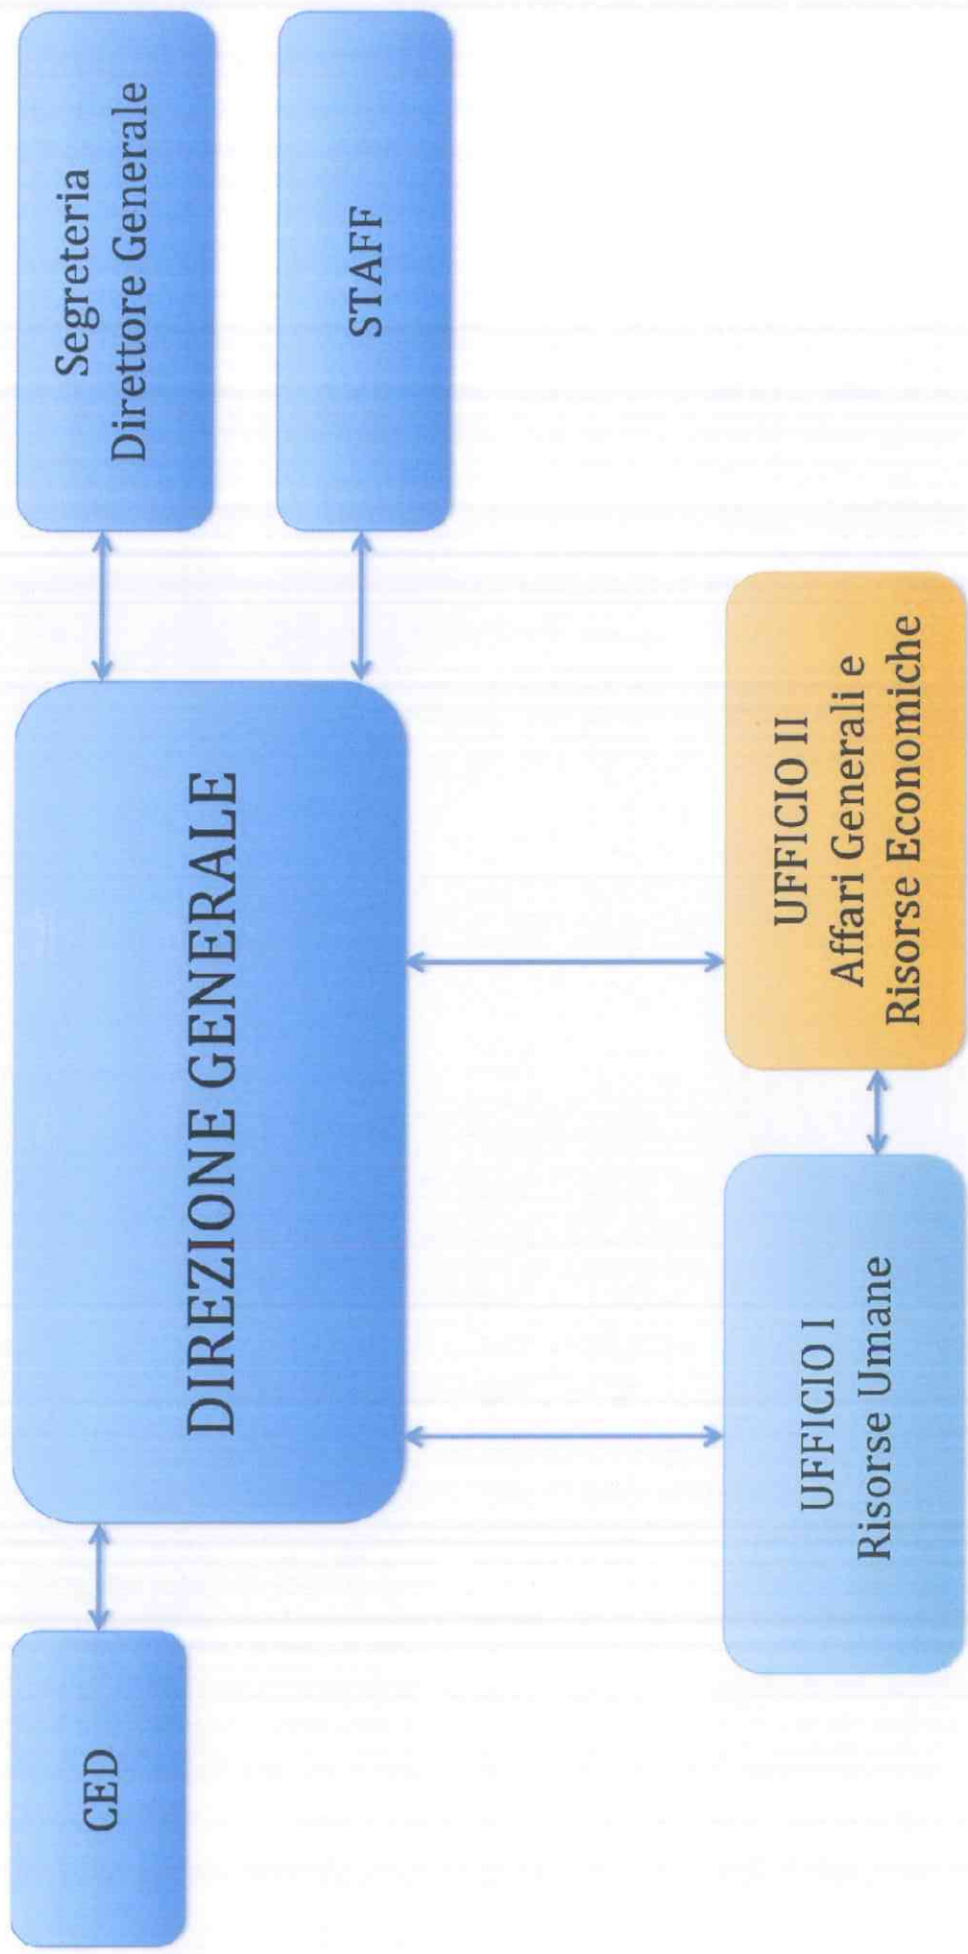 CED
DIREZIONE GENERALE
Segreteria
Direttore Generale
STAFF
UFFICIO I
Risorse Umane
UFFICIO II
Affari Generali e
Risorse Economiche